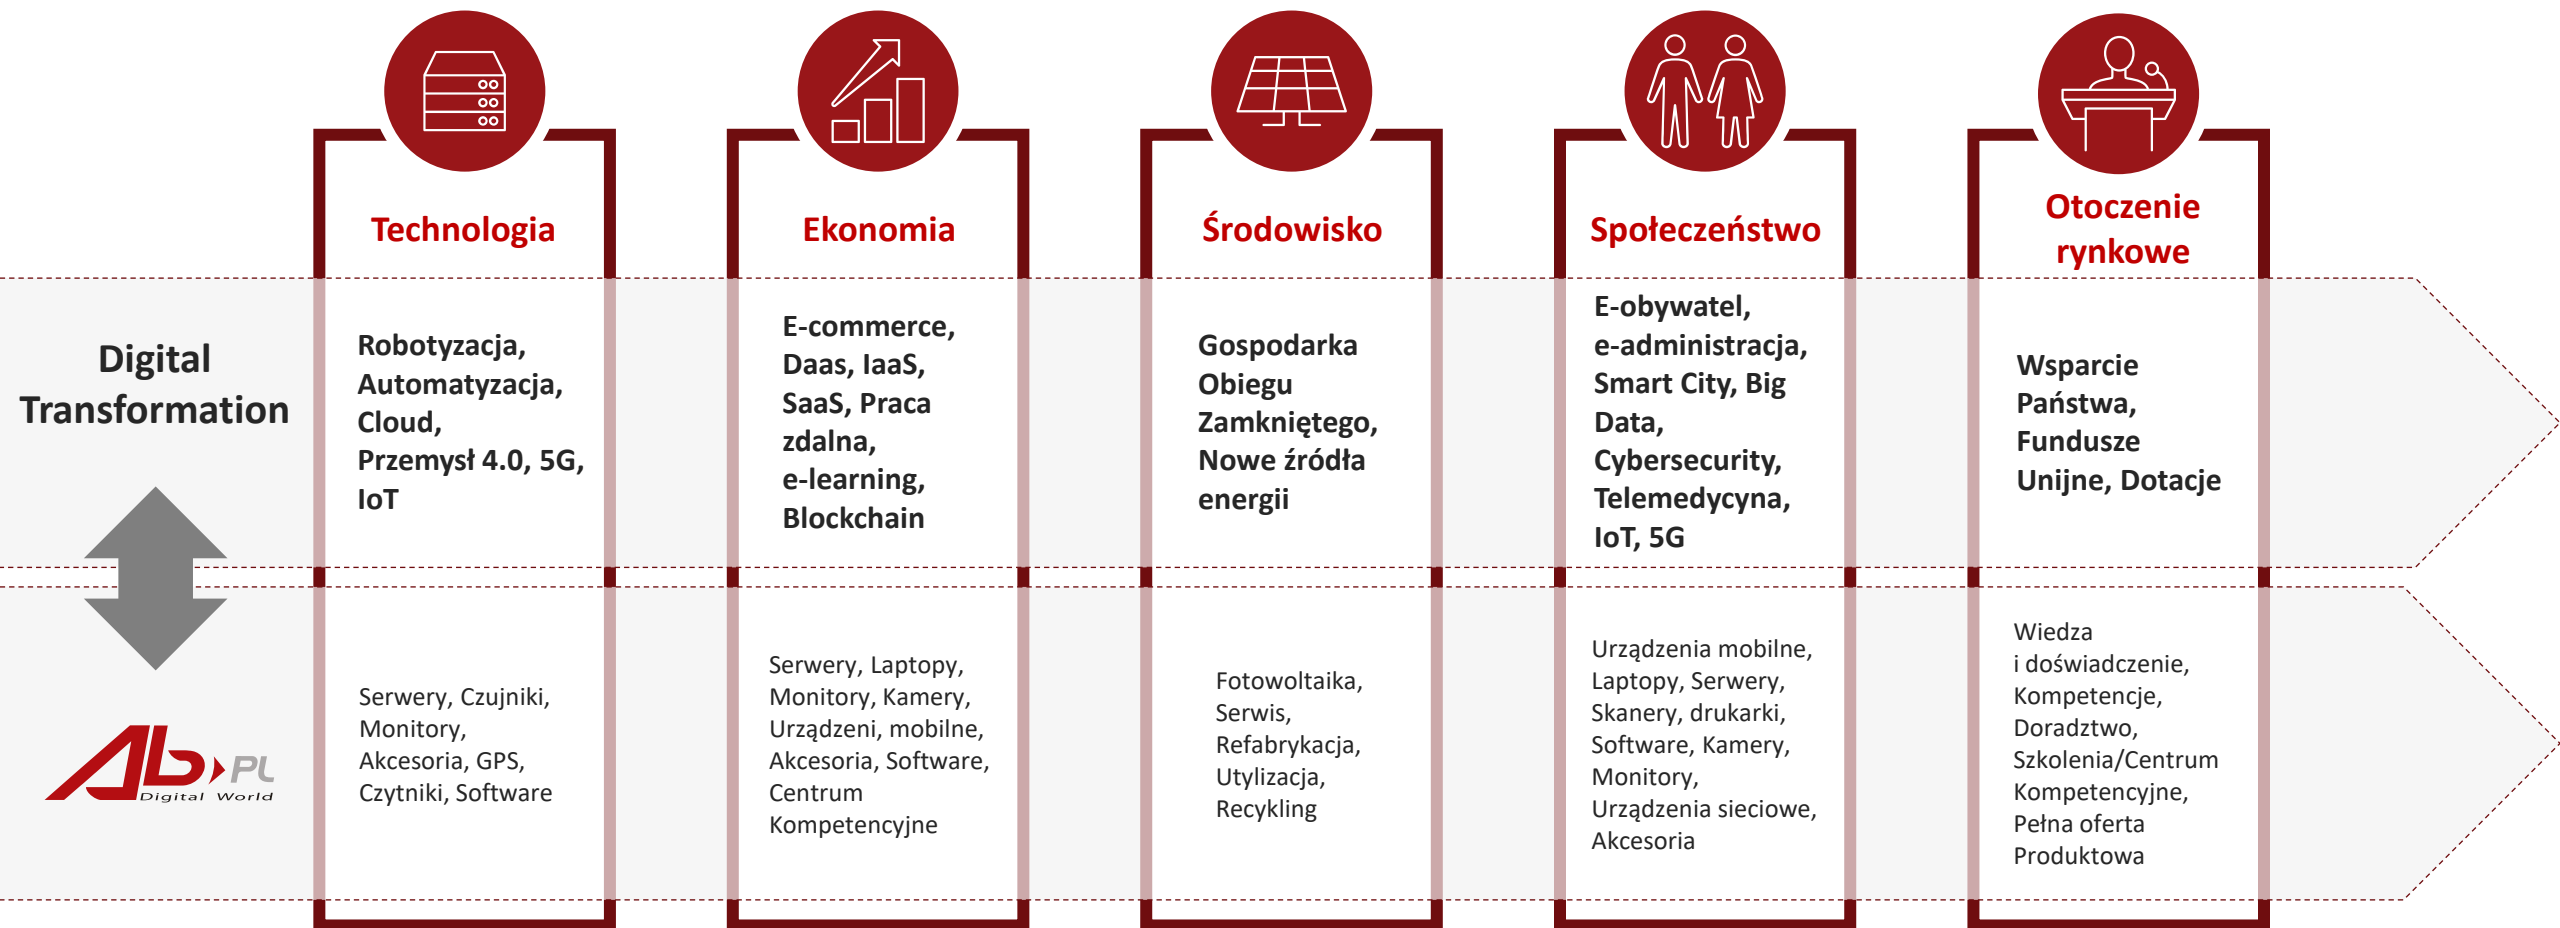 Technologia
Ekonomia
Środowisko
Społeczeństwo
Otoczenie
rynkowe
Digital
Transformation
Robotyzacja,
Automatyzacja,
Cloud,
Przemysł 4.0, 5G,
IoT
E-commerce,
Daas, IaaS,
SaaS, Praca
zdalna,
e-learning,
Blockchain
Gospodarka
Obiegu
Zamkniętego,
Nowe źródła
energii
E-obywatel,
e-administracja,
Smart City, Big
Data,
Cybersecurity,
Telemedycyna,
IoT, 5G
Wsparcie
Państwa,
Fundusze
Unijne, Dotacje
Ab PL
Digital World
Serwery, Czujniki,
Monitory,
Akcesoria, GPS,
Czytniki, Software
Serwery, Laptopy,
Monitory, Kamery,
Urządzeni, mobilne,
Akcesoria, Software,
Centrum
Kompetencyjne
Fotowoltaika,
Serwis,
Refabrykacja,
Utylizacja,
Recykling
Urządzenia mobilne,
Laptopy, Serwery,
Skanery, drukarki,
Software, Kamery,
Monitory,
Urządzenia sieciowe,
Akcesoria
Wiedza
i doświadczenie,
Kompetencje,
Doradztwo,
Szkolenia/Centrum
Kompetencyjne,
Pełna oferta
Produktowa